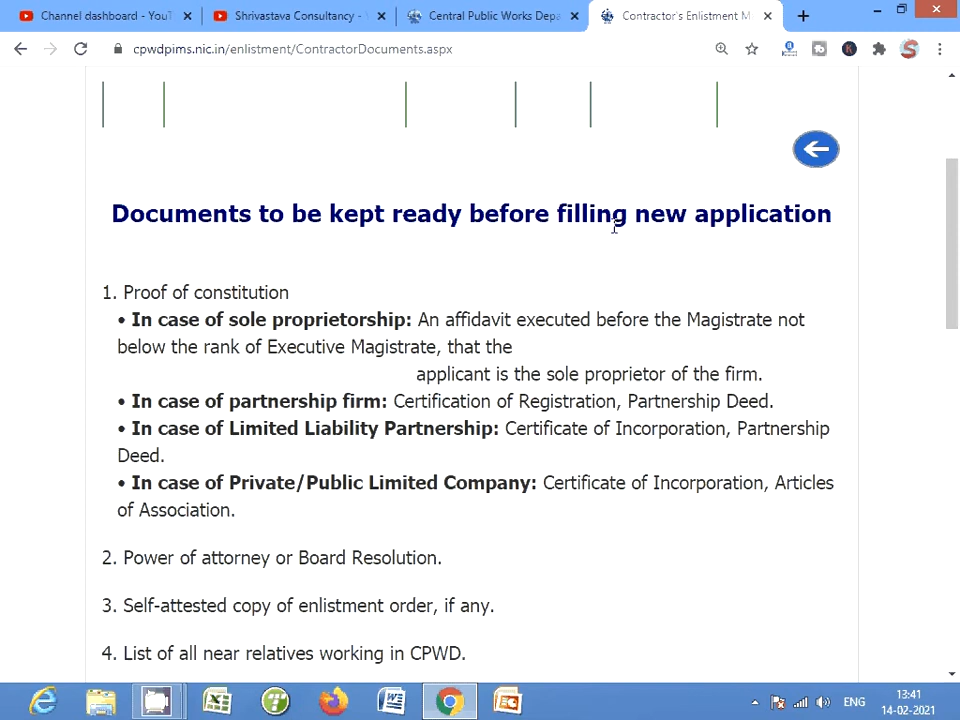 Channel dashboard - YouT
Shrivastava Consultancy -
Central Public Works Depa
Contractor's Enlistment M
cpwdpims.nic.in/enlistment/ContractorDocuments.aspx
Documents to be kept ready before filling new application
1. Proof of constitution
• In case of sole proprietorship: An affidavit executed before the Magistrate not
below the rank of Executive Magistrate, that the
applicant is the sole proprietor of the firm.
• In case of partnership firm: Certification of Registration, Partnership Deed.
• In case of Limited Liability Partnership: Certificate of Incorporation, Partnership
Deed.
• In case of Private/Public Limited Company: Certificate of Incorporation, Articles
of Association.
2. Power of attorney or Board Resolution.
3. Self-attested copy of enlistment order, if any.
4. List of all near relatives working in CPWD.
ENG
13:41
14-02-2021